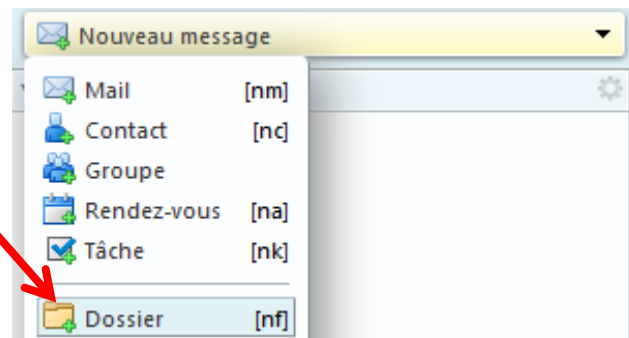 Nouveau message
Mail [nm]
Contact [nc]
Groupe
Rendez-vous [na]
Tâche [nk]
Dossier [nf]